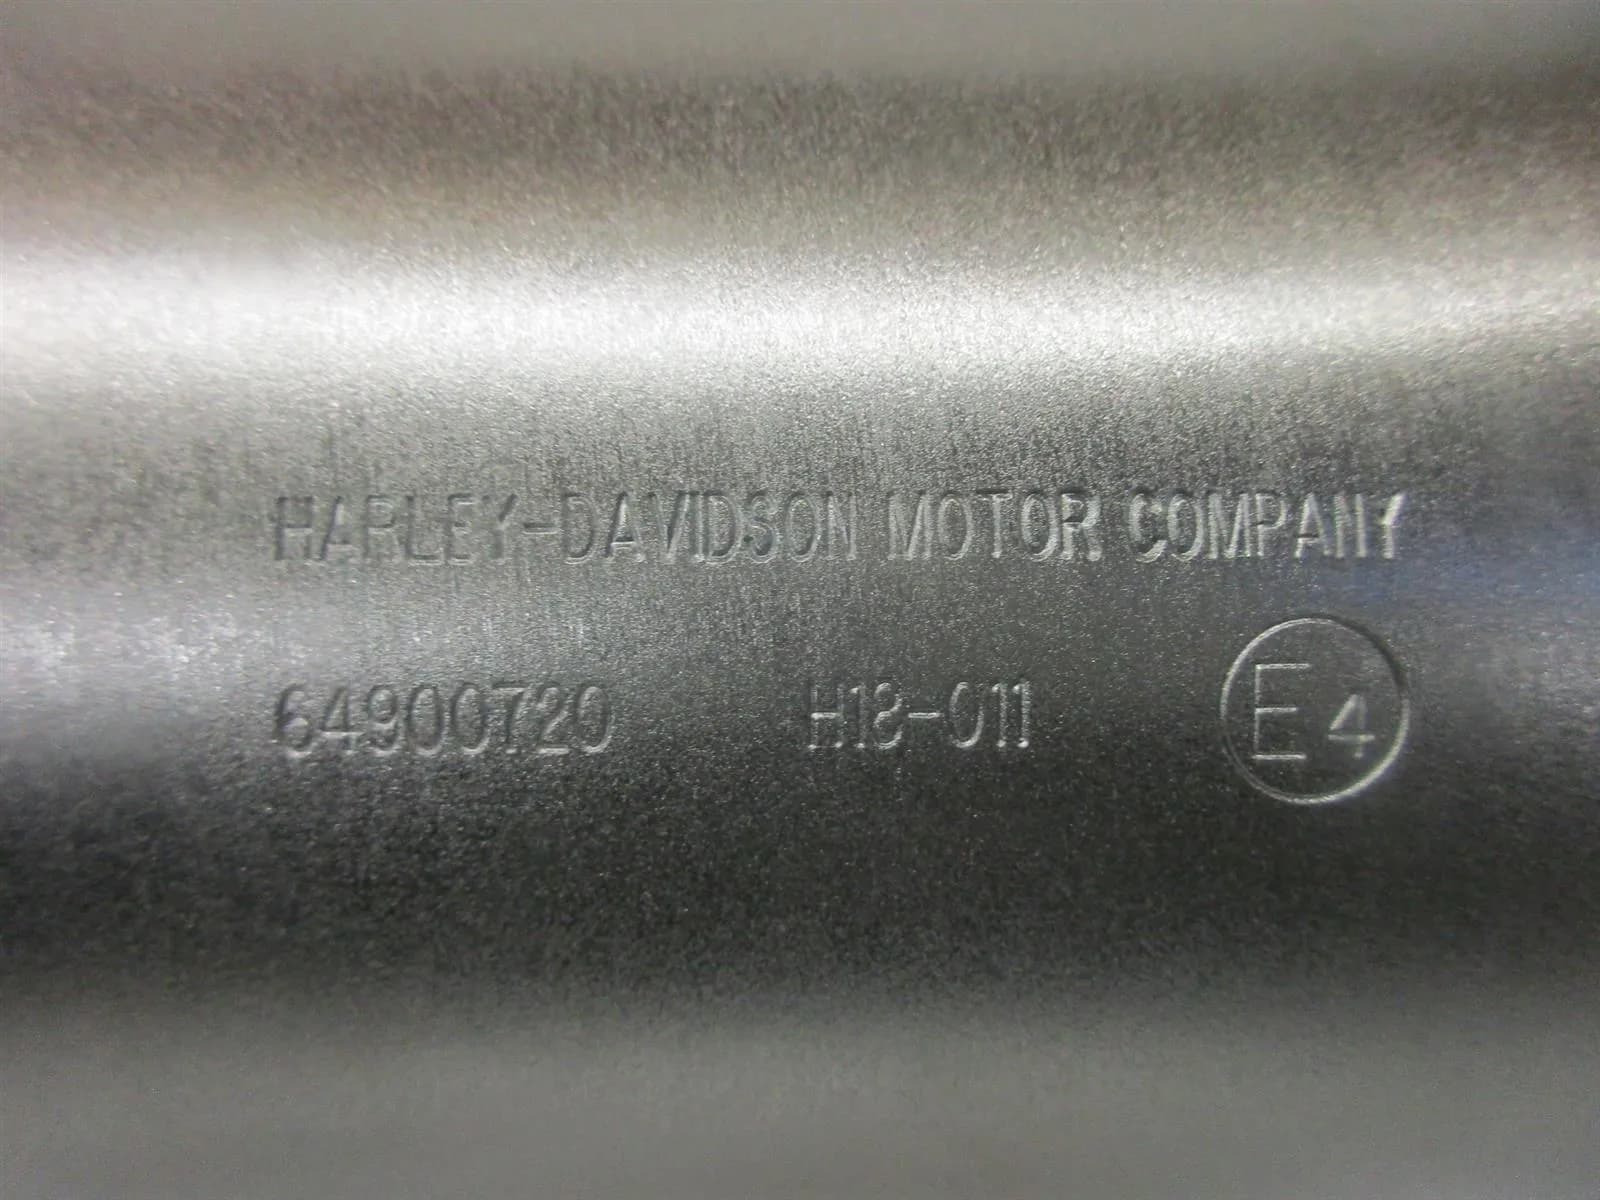 HARLEY-DAVIDSON MOTOR COMPANY
64900720 H18-011 E4